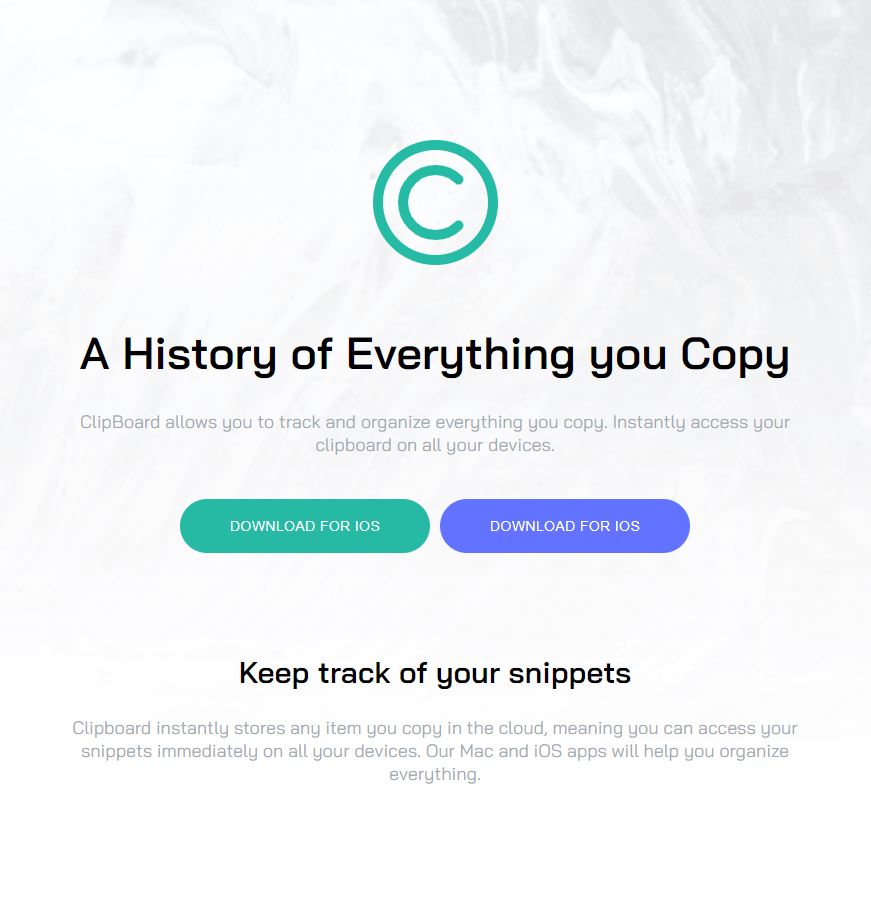 A History of Everything you Copy
ClipBoard allows you to track and organize everything you copy. Instantly access your
clipboard on all your devices.
DOWNLOAD FOR IOS DOWNLOAD FOR IOS
Keep track of your snippets
Clipboard instantly stores any item you copy in the cloud, meaning you can access your
snippets immediately on all your devices. Our Mac and iOS apps will help you organize
everything.